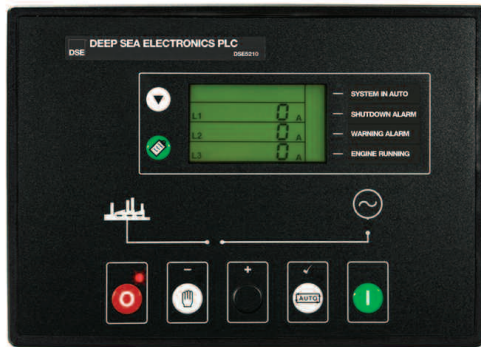 DEEP SEA ELECTRONICS PLC
DSE
DSE5210
SYSTEM IN AUTO
SHUTDOWN ALARM
WARNING ALARM
ENGINE RUNNING
L1 0 A
L2 0 A
L3 0 A
− + ✓
O AUTO I